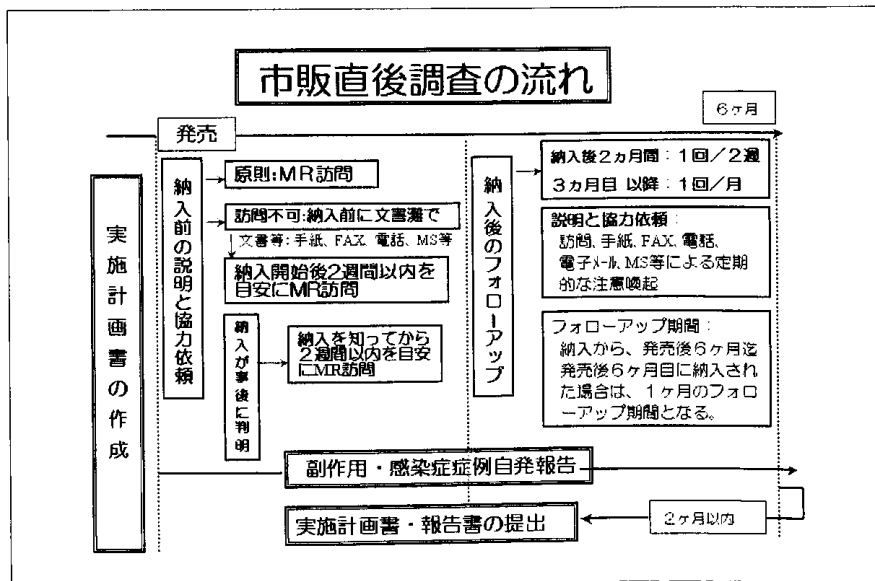 市販直後調査の流れ
6ヶ月
発売
実施計画書の作成
納入前の説明と協力依頼
原則:MR訪問
訪問不可:納入前に文書灘で
文書等:手紙、FAX、電話、MS等
納入開始後2週間以内を
目安にMR訪問
納入が事後に判明
納入を知ってから
2週間以内を目安
にMR訪問
納入後のフォローアップ
納入後2ヵ月間:1回/2週
3ヵ月目 以降:1回/月
説明と協力依頼:
訪問、手紙、FAX、電話、
電子メール、MS等による定期
的な注意喚起
フォローアップ期間:
納入から、発売後6ヶ月迄
発売後6ヶ月目に納入され
た場合は、1ヶ月のフォロ
ーアップ期間となる。
副作用・感染症症例自発報告
実施計画書・報告書の提出
2ヶ月以内